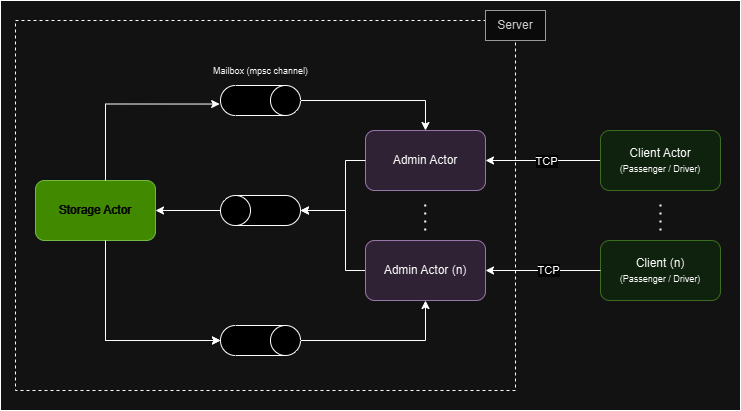 Server
Mailbox (mpsc channel)
Admin Actor
TCP
Client Actor
(Passenger / Driver)
Storage Actor
Admin Actor (n)
TCP
Client (n)
(Passenger / Driver)